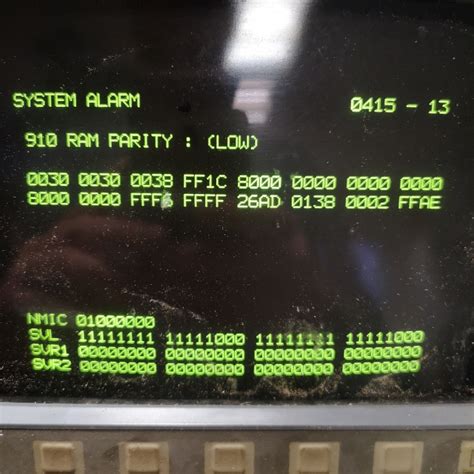 SYSTEM ALARM 0415 - 13
910 RAM PARITY : (LOW)
0030 0030 0038 FF1C 8000 0000 0000 0000
8000 0000 FFF6 FFFF 26AD 0138 0002 FFAE
NMIC 01000000
SVL 11111111 11111000 11111111 11111000
SVR1 00000000 00000000 00000000 00000000
SVR2 00000000 00000000 00000000 00000000